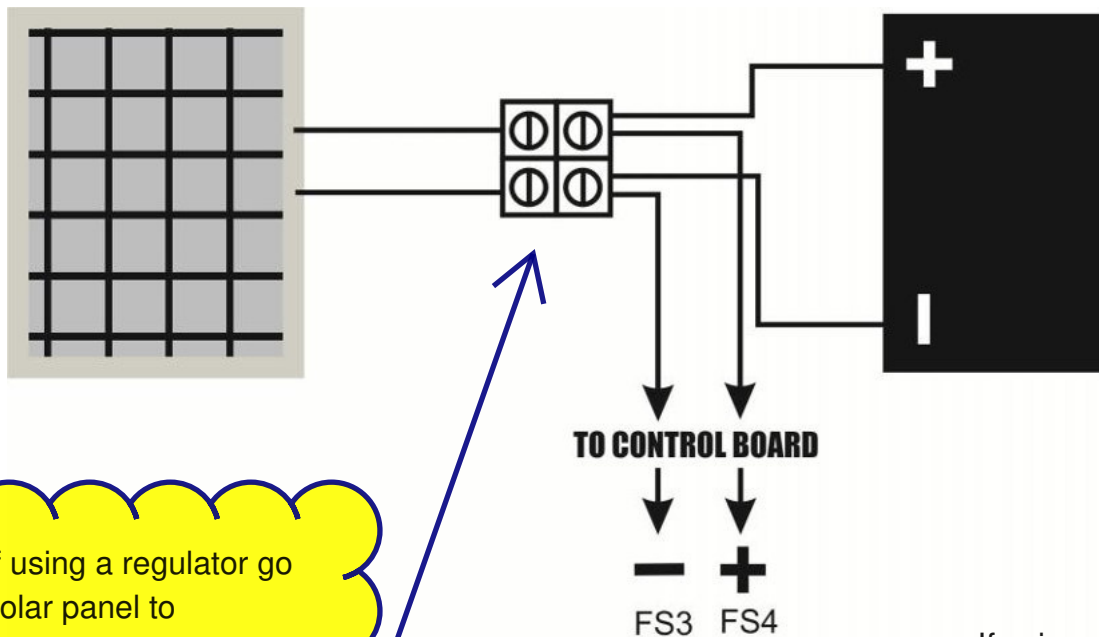 +
TO CONTROL BOARD
− +
FS3 FS4
using a regulator go
olar panel to